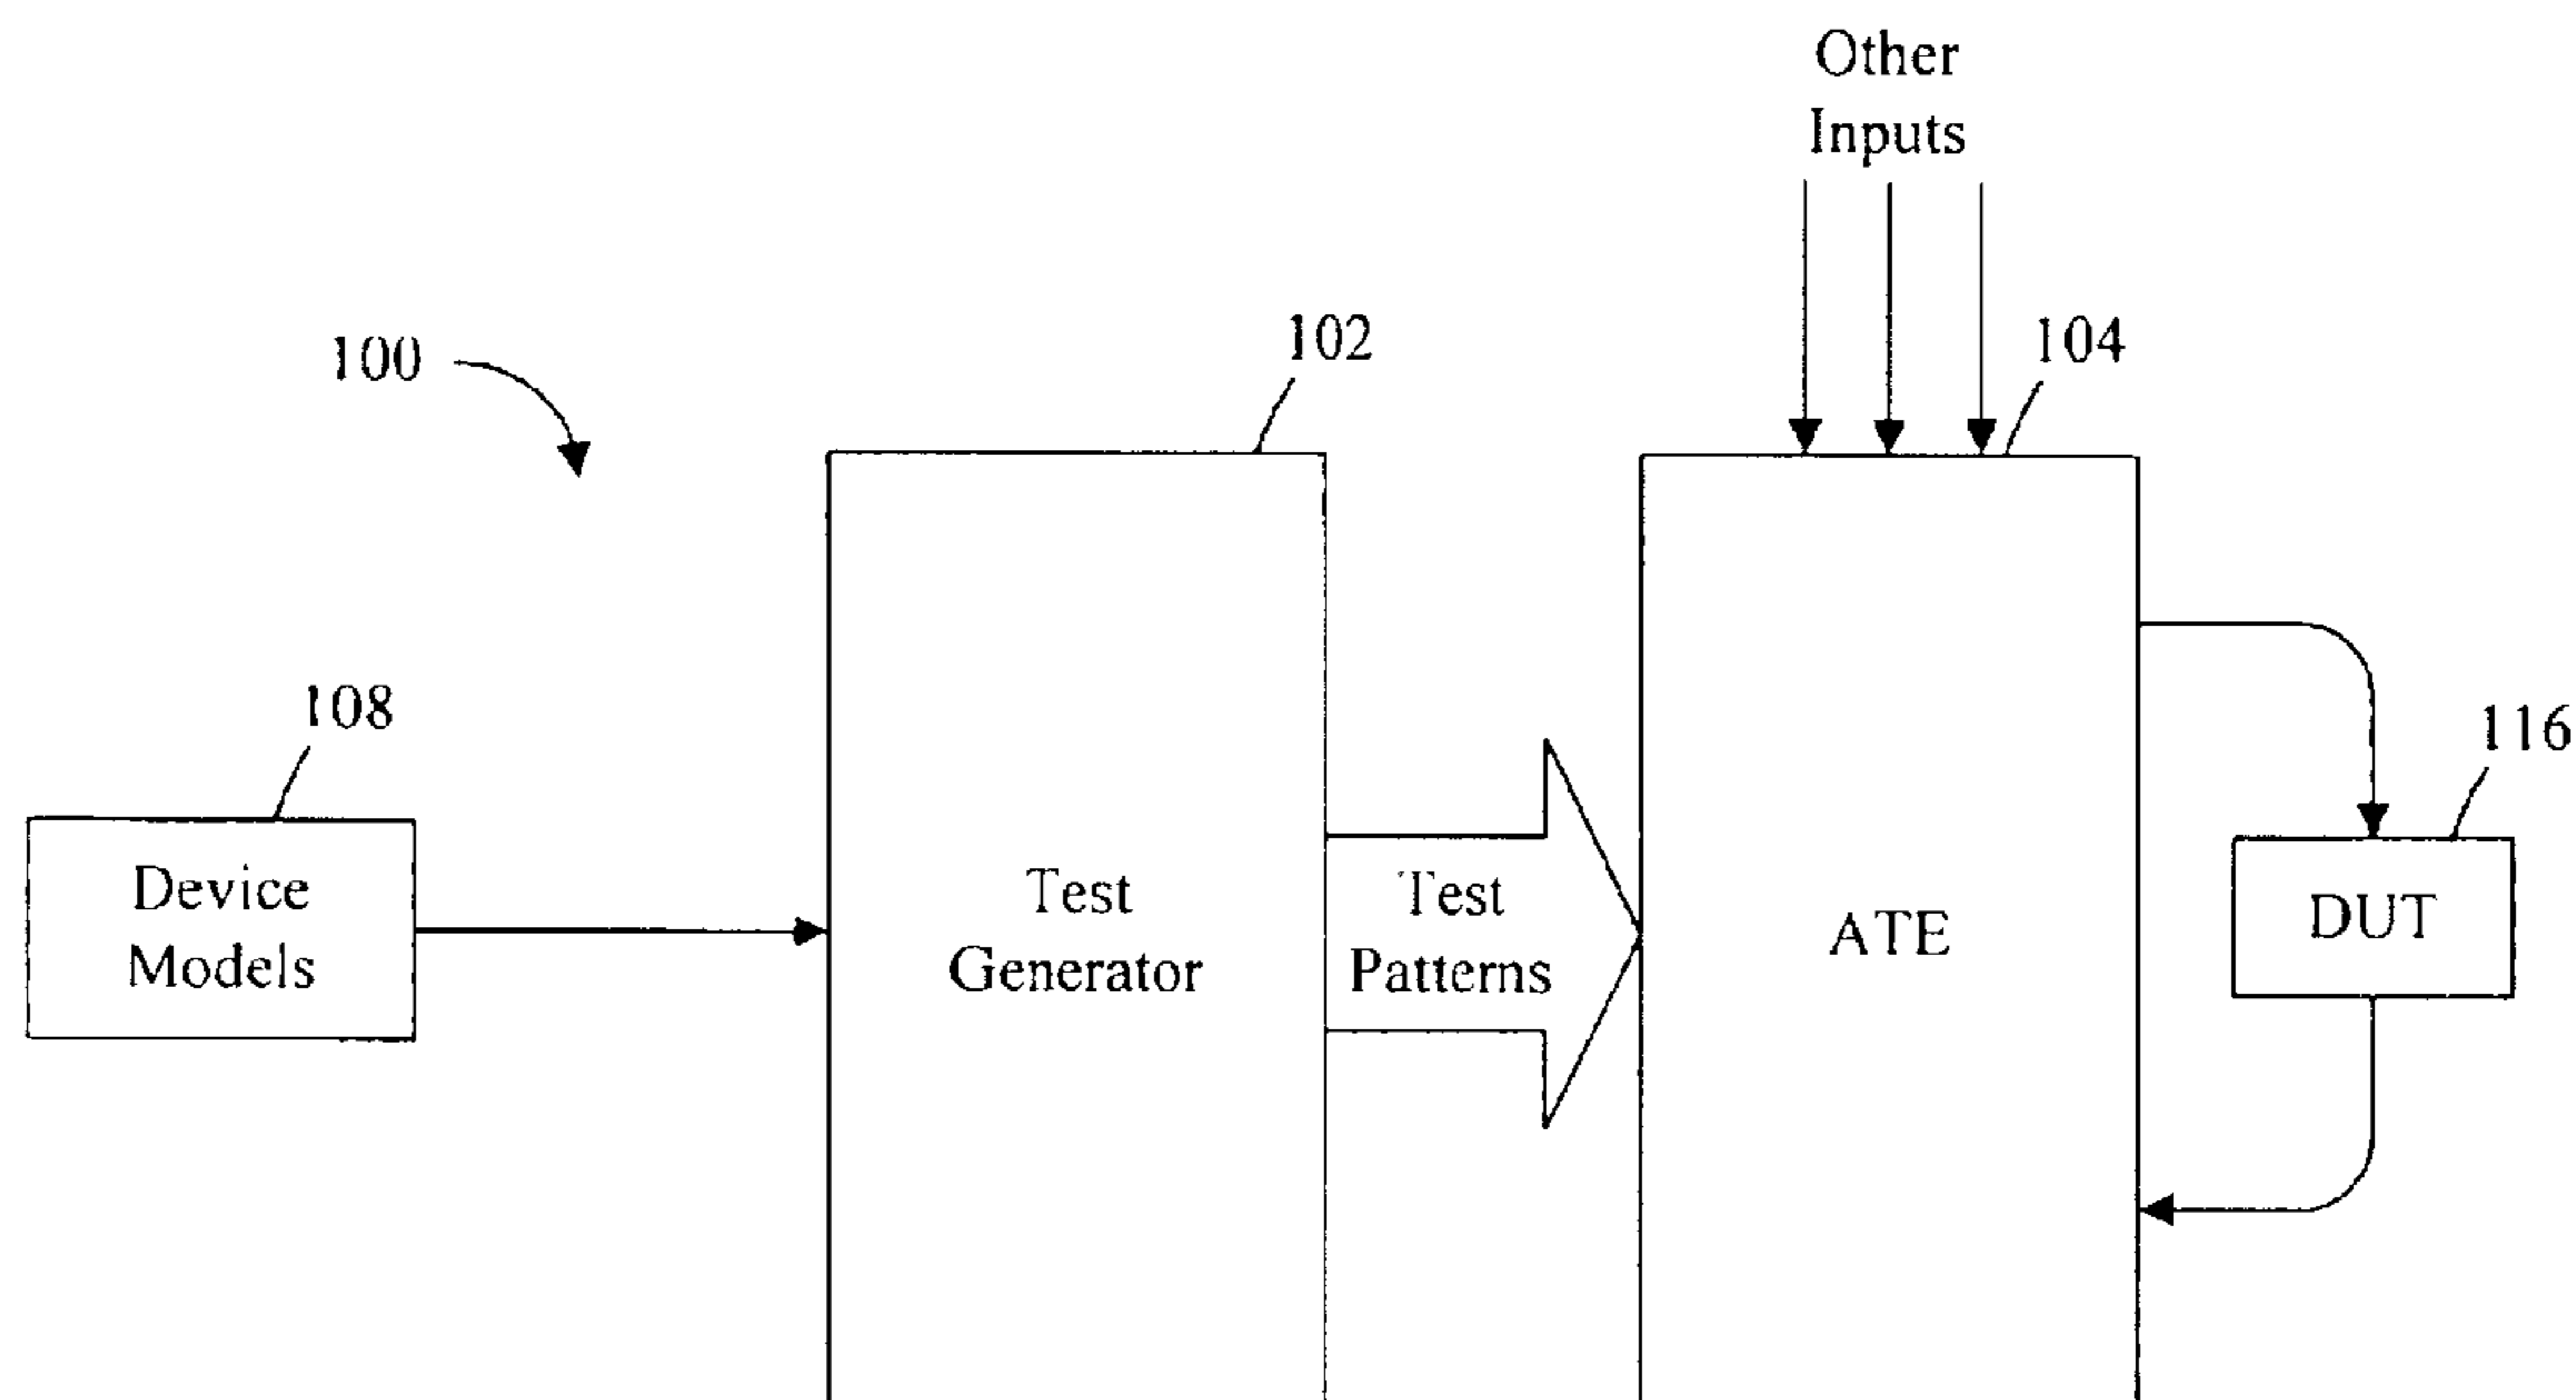 Other
Inputs
100
102
104
108
116
Device
Models
Test
Generator
Test
Patterns
ATE
DUT